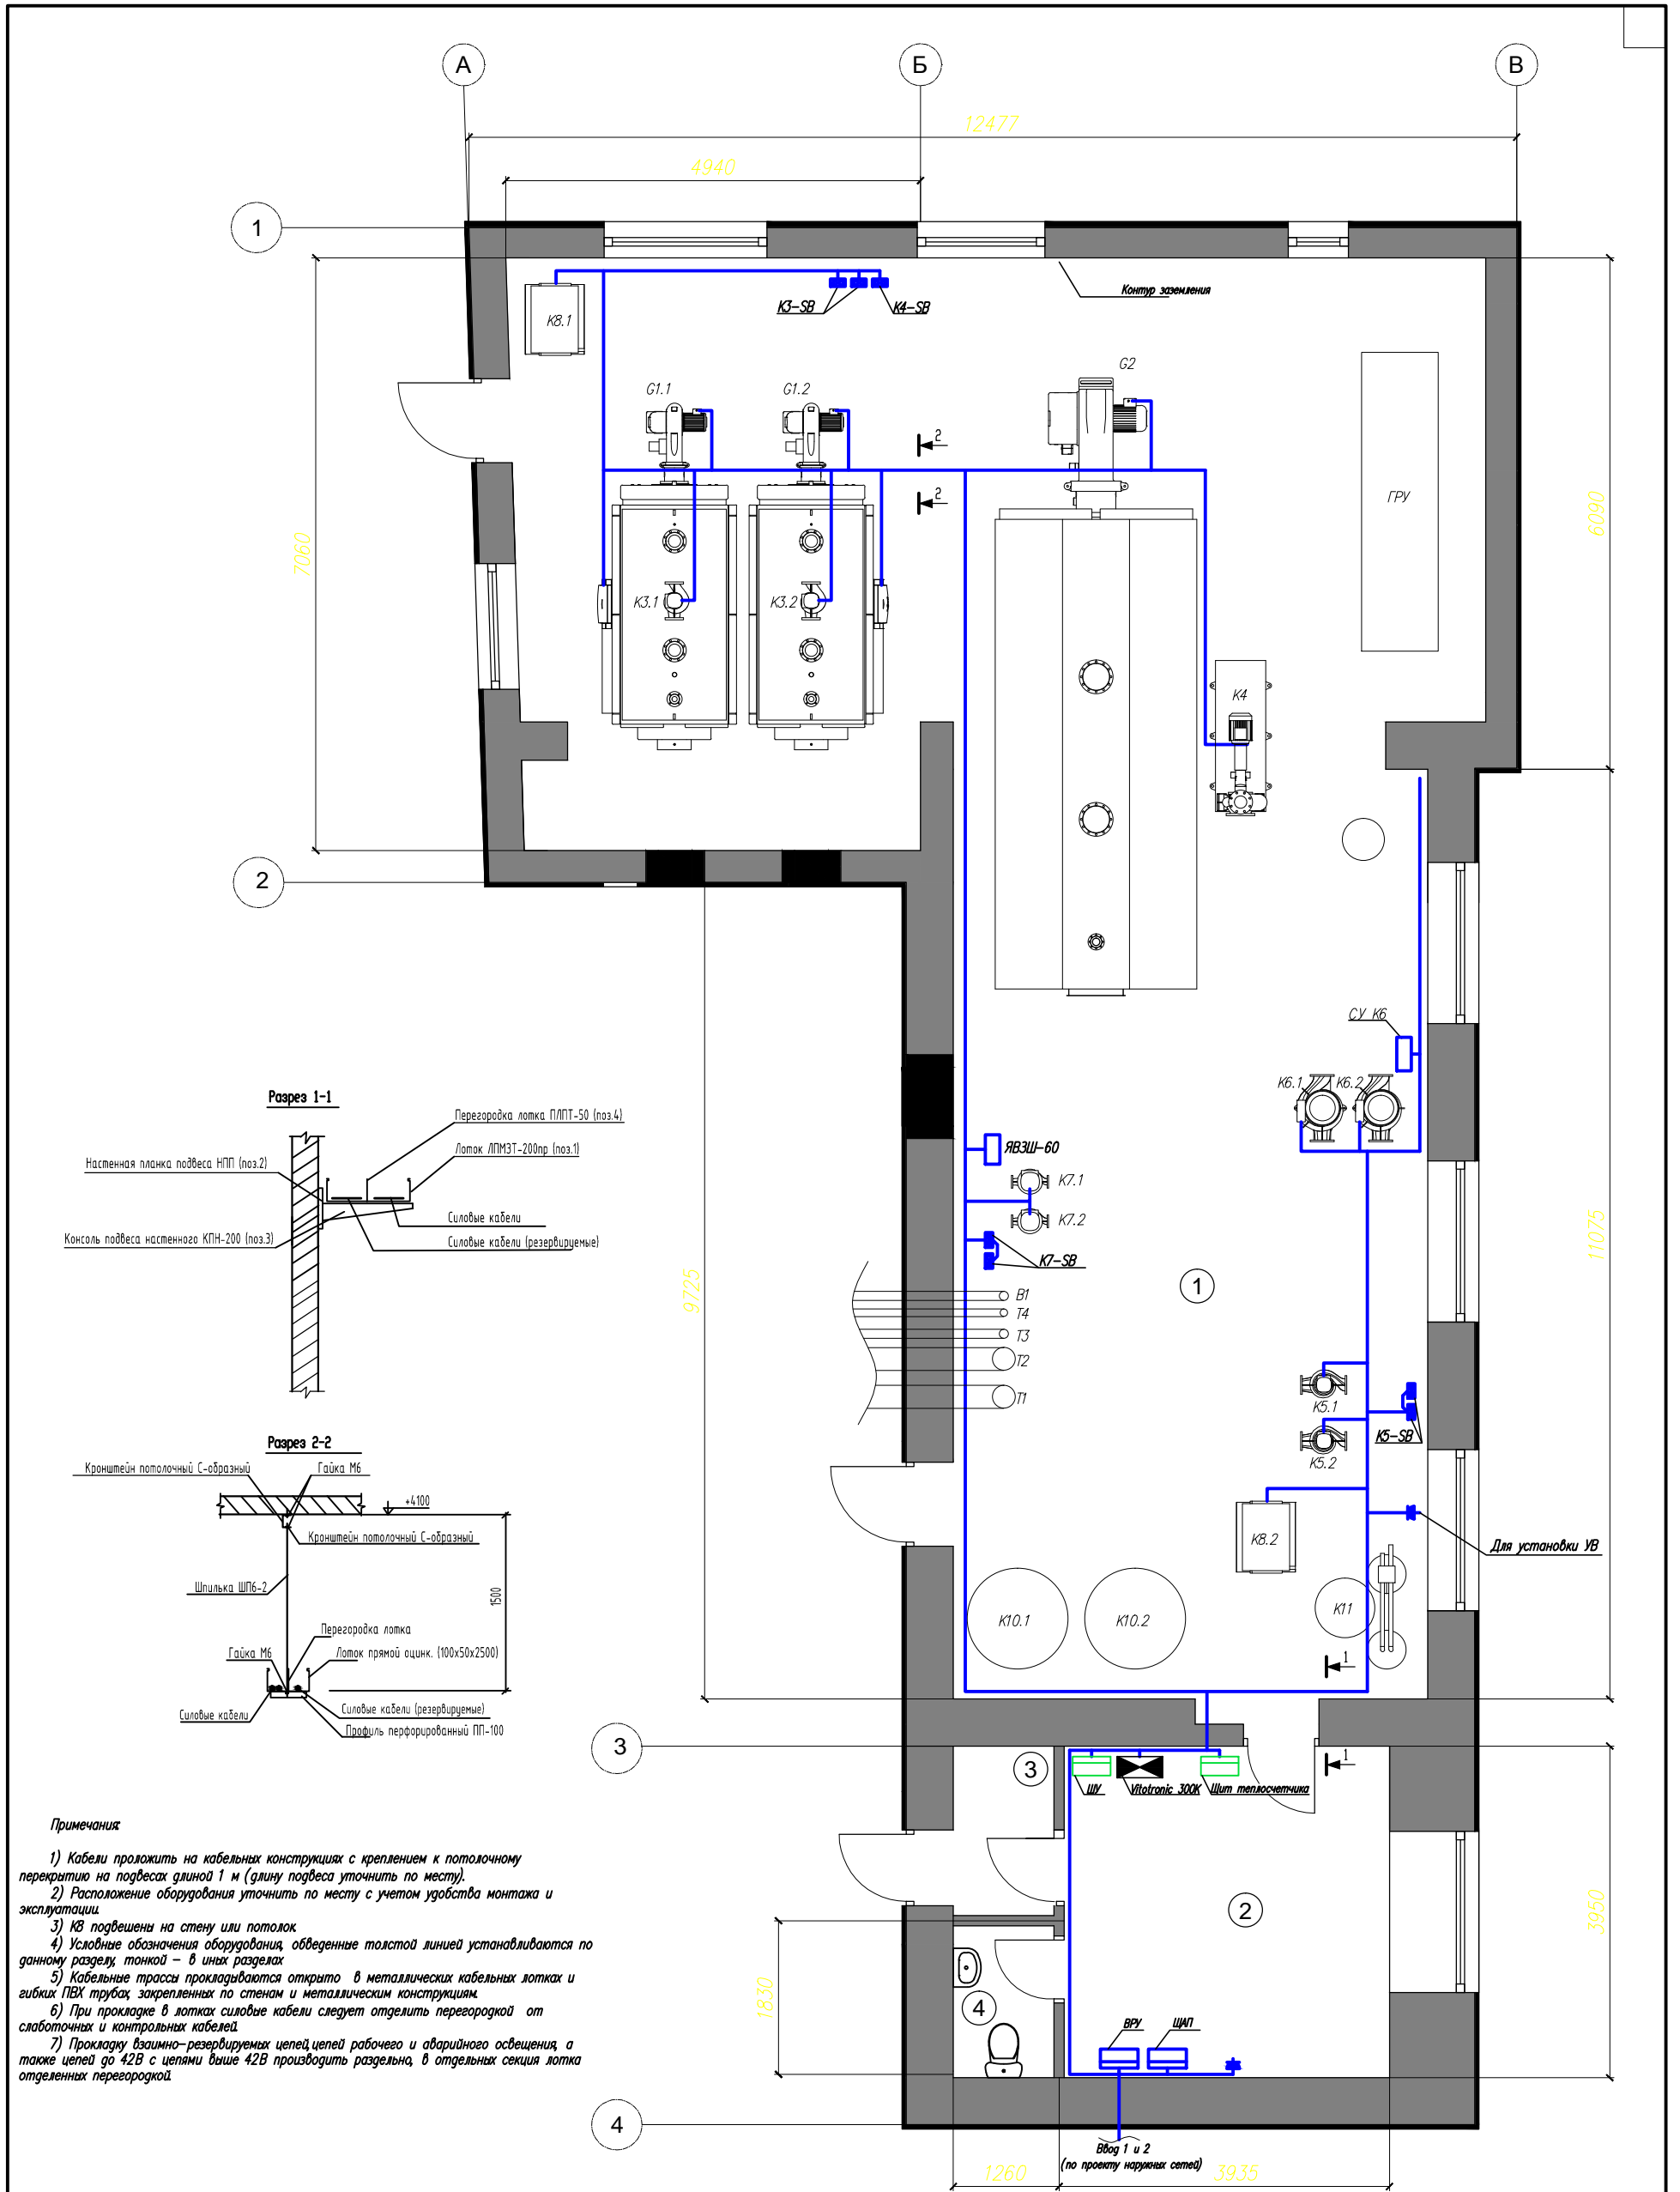 А
Б
В
12477
4940
1
Контур заземления
К3-SB
К4-SB
К8.1
G1.1
G1.2
G2
2
2
ГРУ
7060
6090
К3.1
К3.2
К4
2
СУ К6
К6.1
К6.2
Разрез 1-1
Перегородка лотка ПЛПТ-50 (поз.4)
Лоток ЛПМЗТ-200пр (поз.1)
Настенная планка подвеса НПП (поз.2)
Силовые кабели
Консоль подвеса настенного КПН-200 (поз.3)
Силовые кабели (резервируемые)
ЯВЗШ-60
К7.1
К7.2
К7-SB
11075
9725
1
В1
Т4
Т3
Т2
Т1
К5.1
К5-SB
К5.2
Разрез 2-2
Кронштейн потолочный С-образный
Гайка М6
+4100
Кронштейн потолочный С-образный
Шпилька ШП6-2
1500
Перегородка лотка
Гайка М6
Лоток прямой оцинк. (100х50х2500)
Силовые кабели
Силовые кабели (резервируемые)
Профиль перфорированный ПП-100
К8.2
Для установки УВ
К10.1
К10.2
К11
1
3
3
1
ШУ
Vitotronic 300К
Щит теплосчетчика
Примечания:
1) Кабели проложить на кабельных конструкциях с креплением к потолочному
перекрытию на подвесах длиной 1 м (длину подвеса уточнить по месту).
2) Расположение оборудования уточнить по месту с учетом удобства монтажа и
эксплуатации.
3) К8 подвешены на стену или потолок.
4) Условные обозначения оборудования, обведенные толстой линией устанавливаются по
данному разделу, тонкой – в иных разделах
5) Кабельные трассы прокладываются открыто в металлических кабельных лотках и
гибких ПВХ трубах, закрепленных по стенам и металлическим конструкциям.
6) При прокладке в лотках силовые кабели следует отделить перегородкой от
слаботочных и контрольных кабелей.
7) Прокладку взаимно-резервируемых цепей, цепей рабочего и аварийного освещения, а
также цепей до 42В с цепями выше 42В производить раздельно, в отдельных секция лотка
отделенных перегородкой.
2
3950
1830
4
ВРУ
ЩАП
4
Ввод 1 и 2
(по проекту наружных сетей)
1260
3935